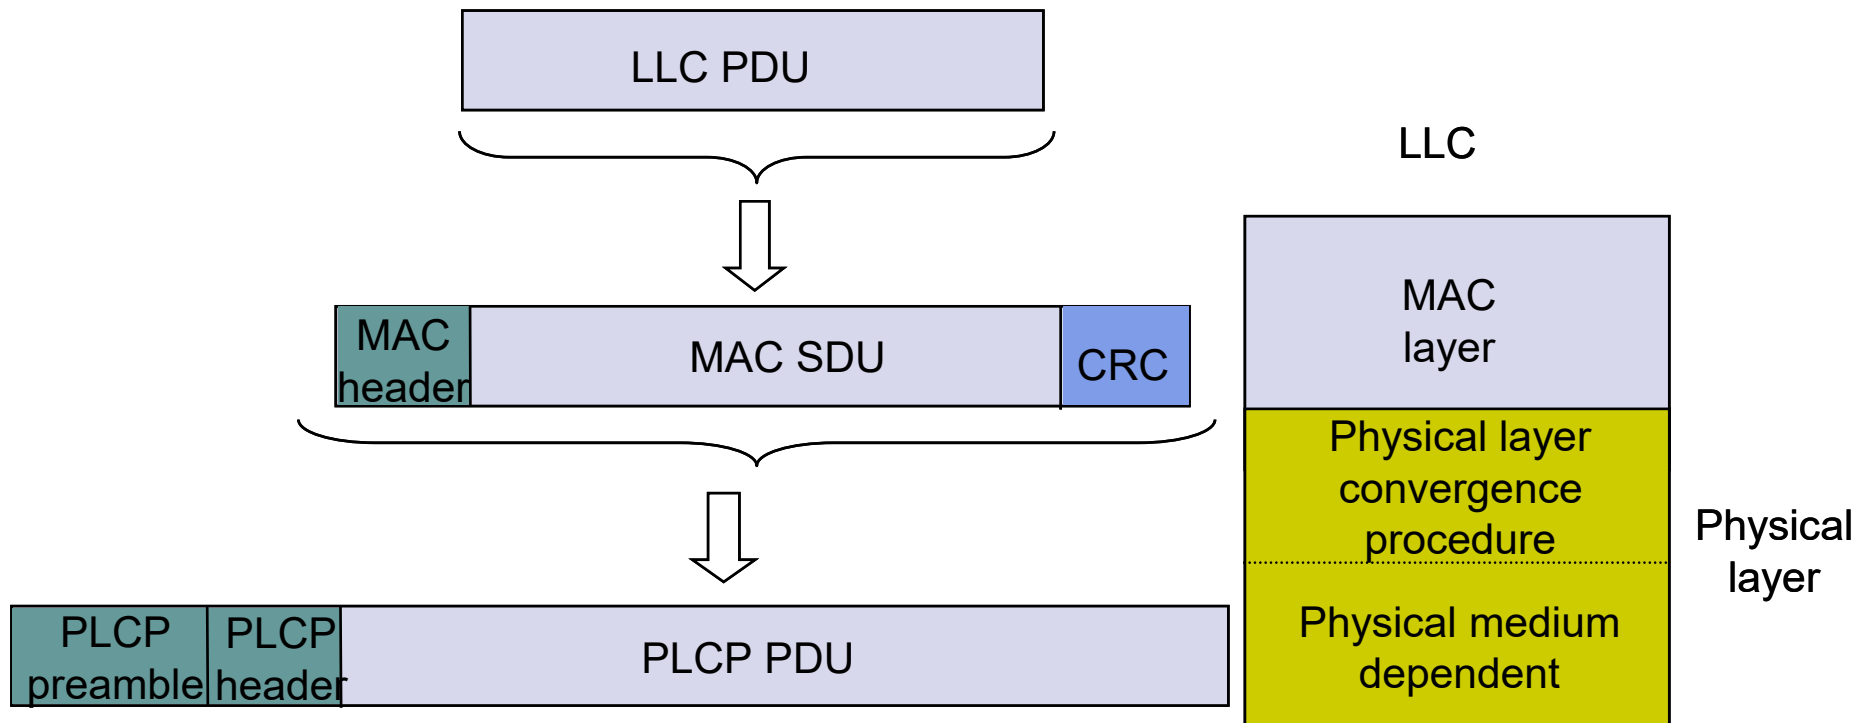 LLC PDU
LLC
MAC
header
MAC SDU
CRC
MAC
layer
Physical layer
convergence
procedure
Physical
layer
PLCP
preamble
PLCP
header
PLCP PDU
Physical medium
dependent